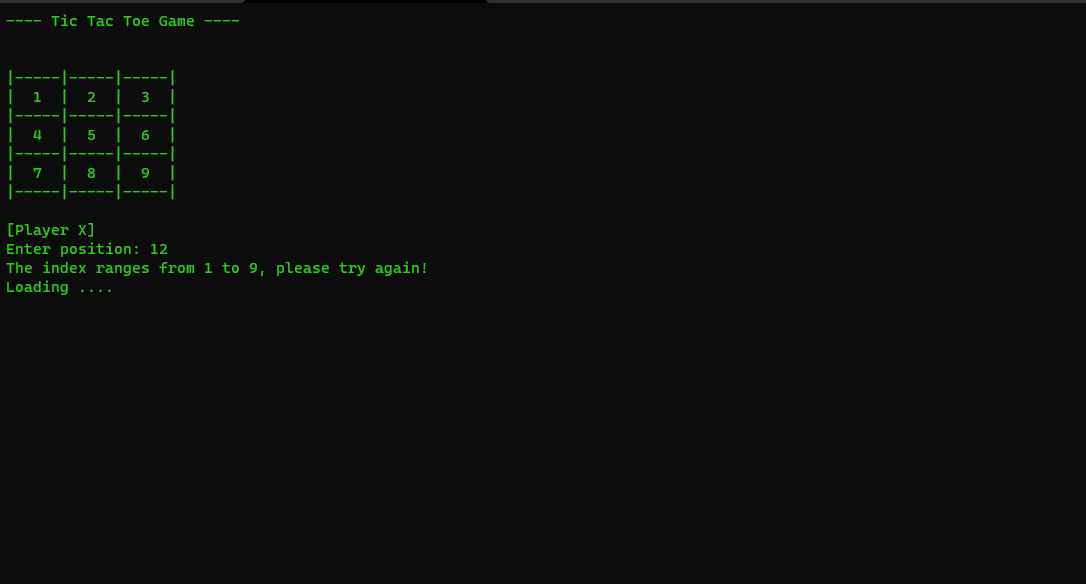 ---- Tic Tac Toe Game ----
|-----|-----|-----|
|  1  |  2  |  3  |
|-----|-----|-----|
|  4  |  5  |  6  |
|-----|-----|-----|
|  7  |  8  |  9  |
|-----|-----|-----|
[Player X]
Enter position: 12
The index ranges from 1 to 9, please try again!
Loading ....